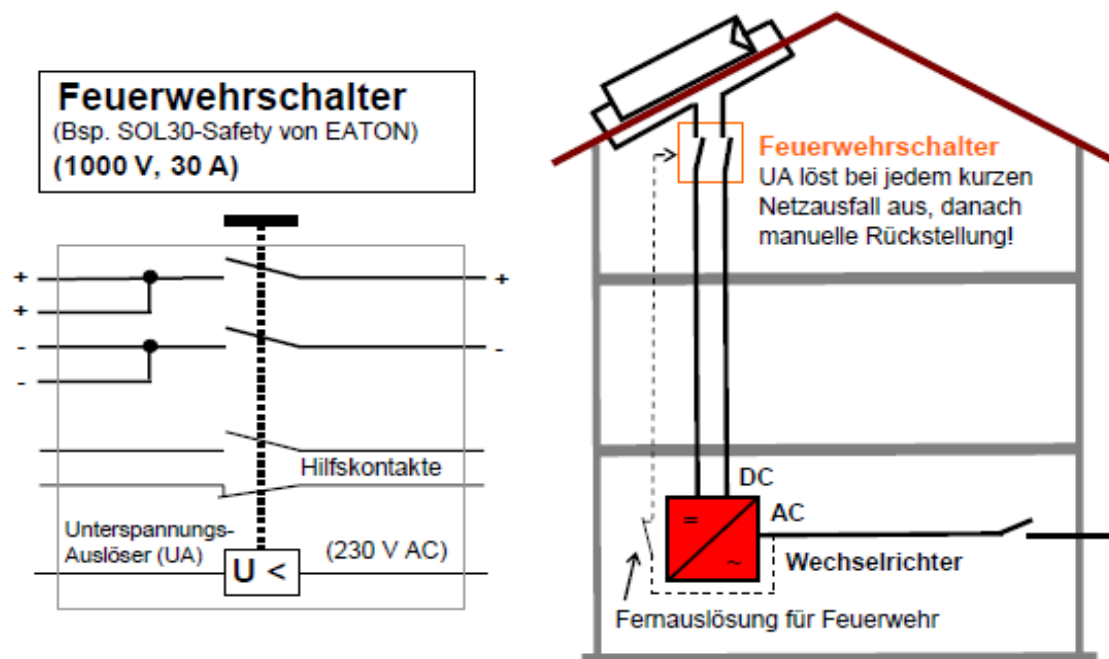 Feuerwehrschalter
(Bsp. SOL30-Safety von EATON)
(1000 V, 30 A)
+
+
+
-
-
-
Hilfskontakte
Unterspannungs-
Auslöser (UA)
U <
(230 V AC)
Feuerwehrschalter
UA löst bei jedem kurzen
Netzausfall aus, danach
manuelle Rückstellung!
DC
AC
=
~
Wechselrichter
Fernauslösung für Feuerwehr